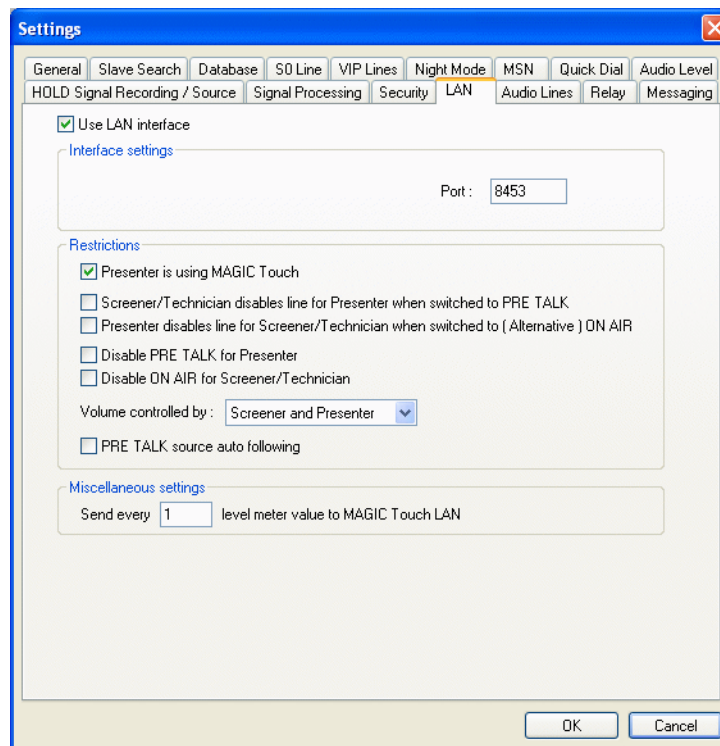 Settings
General Slave Search Database S0 Line VIP Lines Night Mode MSN Quick Dial Audio Level
HOLD Signal Recording / Source Signal Processing Security LAN Audio Lines Relay Messaging
Use LAN interface
Interface settings
Port : 8453
Restrictions
Presenter is using MAGIC Touch
Screener/Technician disables line for Presenter when switched to PRE TALK
Presenter disables line for Screener/Technician when switched to ( Alternative ) ON AIR
Disable PRE TALK for Presenter
Disable ON AIR for Screener/Technician
Volume controlled by : Screener and Presenter
PRE TALK source auto following
Miscellaneous settings
Send every 1 level meter value to MAGIC Touch LAN
OK Cancel